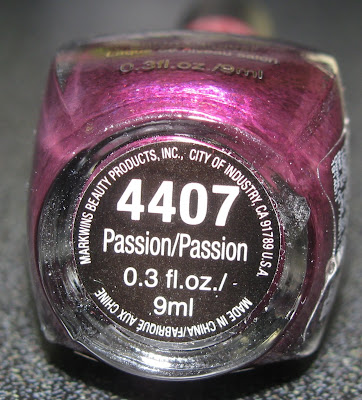 0.3fl.oz./9ml
MARKWINS BEAUTY PRODUCTS, INC., CITY OF INDUSTRY, CA 91789 U.S.A.
4407
Passion/Passion
0.3 fl.oz./
9ml
MADE IN CHINA/FABRIQUÉ AUX CHINE